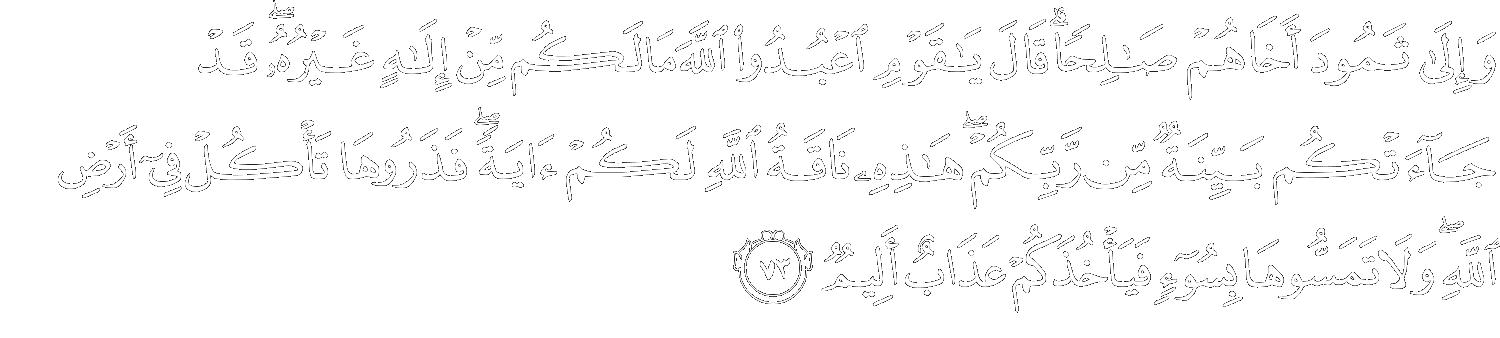 وَإِلَىٰ ثَمُودَ أَخَاهُمْ صَـٰلِحًاۗ قَالَ يَـٰقَوْمِ ٱعْبُدُوا۟ ٱللَّهَ مَا لَكُم مِّنْ إِلَـٰهٍ غَيْرُهُۥۖ قَدْ
جَآءَتْكُم بَيِّنَةٌ مِّن رَّبِّكُمْۖ هَـٰذِهِۦ نَاقَةُ ٱللَّهِ لَكُمْ ءَايَةًۖ فَذَرُوهَا تَأْكُلْ فِىٓ أَرْضِ
ٱللَّهِۖ وَلَا تَمَسُّوهَا بِسُوٓءٍ فَيَأْخُذَكُمْ عَذَابٌ أَلِيمٌ ٧٣